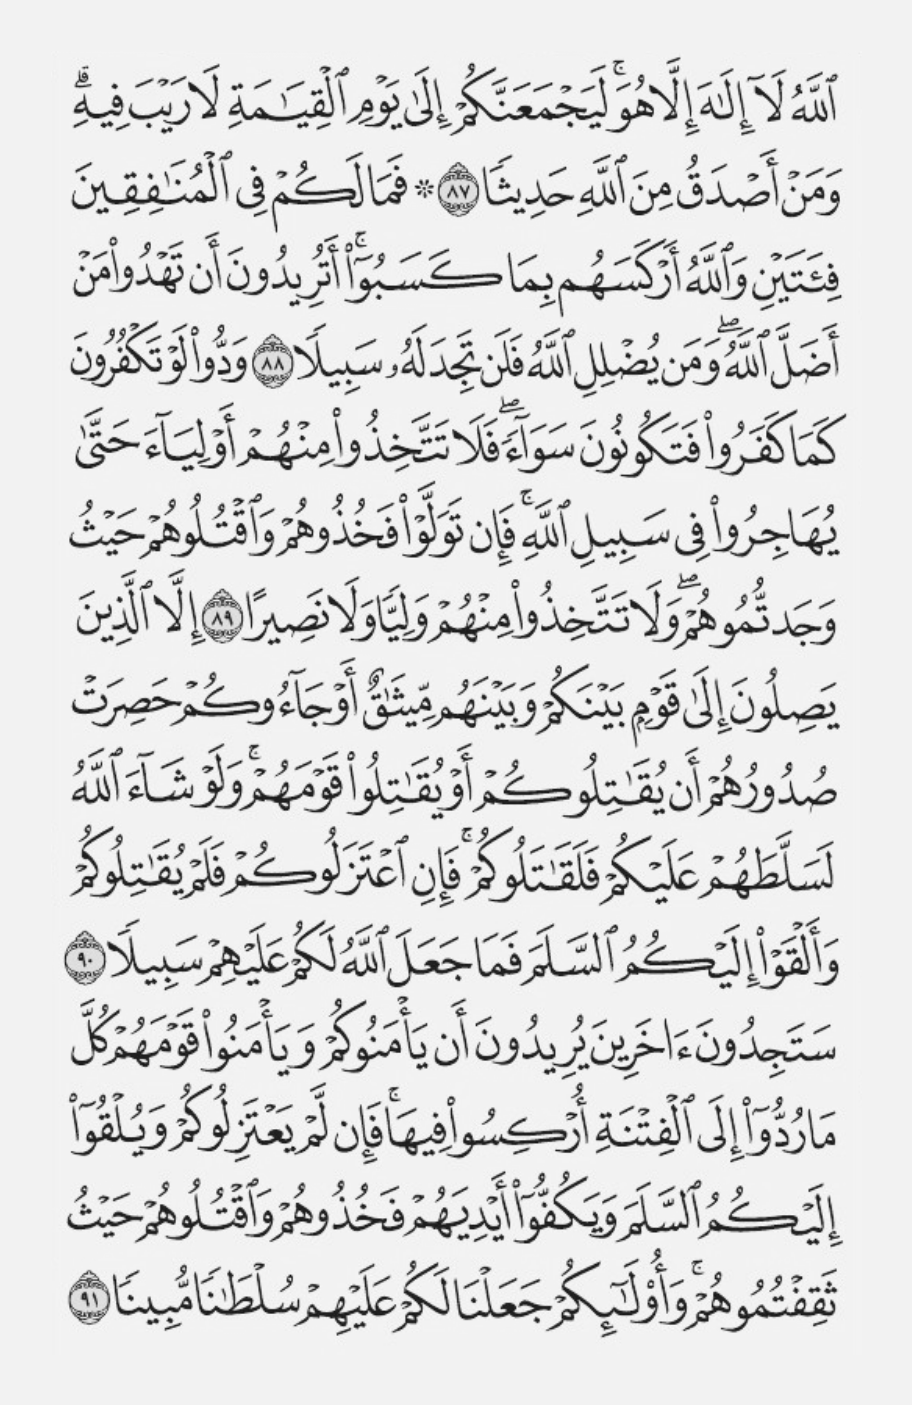 ٱللَّهُ لَآ إِلَٰهَ إِلَّا هُوَۚ لَيَجْمَعَنَّكُمْ إِلَىٰ يَوْمِ ٱلْقِيَٰمَةِ لَا رَيْبَ فِيهِۗ
وَمَنْ أَصْدَقُ مِنَ ٱللَّهِ حَدِيثًا ٨٧ ۞ فَمَا لَكُمْ فِى ٱلْمُنَٰفِقِينَ
فِئَتَيْنِ وَٱللَّهُ أَرْكَسَهُم بِمَا كَسَبُوٓا۟ۚ أَتُرِيدُونَ أَن تَهْدُوا۟ مَنْ
أَضَلَّ ٱللَّهُۖ وَمَن يُضْلِلِ ٱللَّهُ فَلَن تَجِدَ لَهُۥ سَبِيلًا ٨٨ وَدُّوا۟ لَوْ تَكْفُرُونَ
كَمَا كَفَرُوا۟ فَتَكُونُونَ سَوَآءًۖ فَلَا تَتَّخِذُوا۟ مِنْهُمْ أَوْلِيَآءَ حَتَّىٰ
يُهَاجِرُوا۟ فِى سَبِيلِ ٱللَّهِۚ فَإِن تَوَلَّوْا۟ فَخُذُوهُمْ وَٱقْتُلُوهُمْ حَيْثُ
وَجَدتُّمُوهُمْۖ وَلَا تَتَّخِذُوا۟ مِنْهُمْ وَلِيًّا وَلَا نَصِيرًا ٨٩ إِلَّا ٱلَّذِينَ
يَصِلُونَ إِلَىٰ قَوْمٍۭ بَيْنَكُمْ وَبَيْنَهُم مِّيثَٰقٌ أَوْ جَآءُوكُمْ حَصِرَتْ
صُدُورُهُمْ أَن يُقَٰتِلُوكُمْ أَوْ يُقَٰتِلُوا۟ قَوْمَهُمْۚ وَلَوْ شَآءَ ٱللَّهُ
لَسَلَّطَهُمْ عَلَيْكُمْ فَلَقَٰتَلُوكُمْۚ فَإِنِ ٱعْتَزَلُوكُمْ فَلَمْ يُقَٰتِلُوكُمْ
وَأَلْقَوْا۟ إِلَيْكُمُ ٱلسَّلَمَ فَمَا جَعَلَ ٱللَّهُ لَكُمْ عَلَيْهِمْ سَبِيلًا ٩٠
سَتَجِدُونَ ءَاخَرِينَ يُرِيدُونَ أَن يَأْمَنُوكُمْ وَيَأْمَنُوا۟ قَوْمَهُمْ كُلَّ
مَا رُدُّوٓا۟ إِلَى ٱلْفِتْنَةِ أُرْكِسُوا۟ فِيهَاۚ فَإِن لَّمْ يَعْتَزِلُوكُمْ وَيُلْقُوٓا۟
إِلَيْكُمُ ٱلسَّلَمَ وَيَكُفُّوٓا۟ أَيْدِيَهُمْ فَخُذُوهُمْ وَٱقْتُلُوهُمْ حَيْثُ
ثَقِفْتُمُوهُمْۚ وَأُو۟لَٰٓئِكُمْ جَعَلْنَا لَكُمْ عَلَيْهِمْ سُلْطَٰنًا مُّبِينًا ٩١